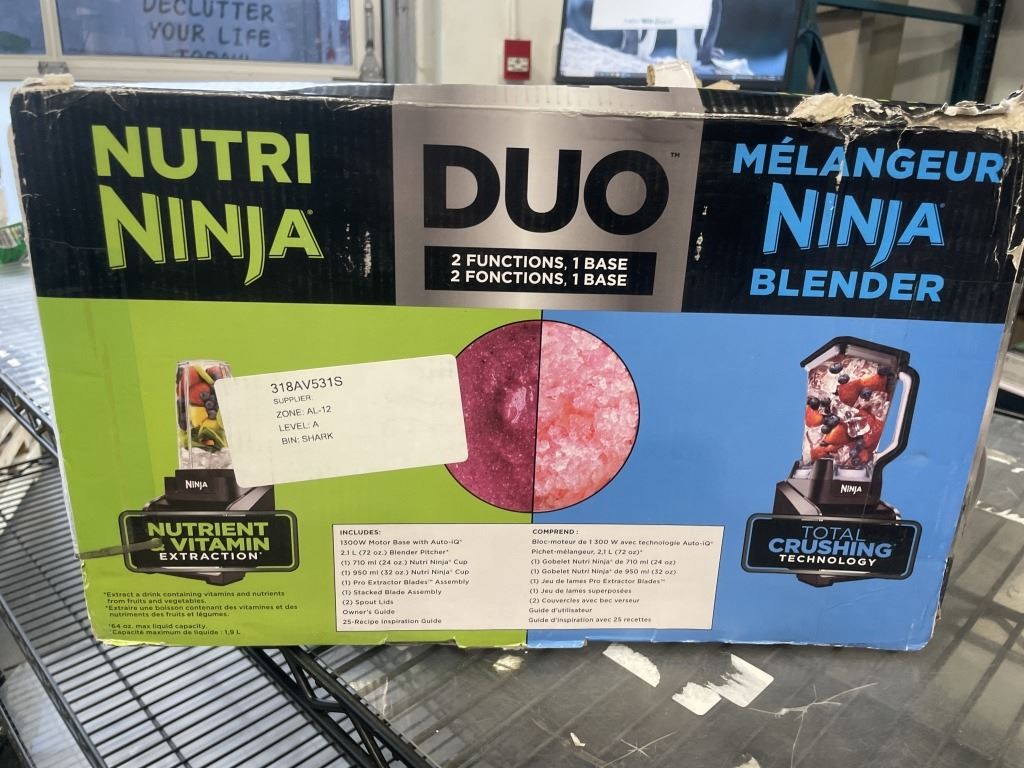 DECLUTTER
YOUR LIFE
TODAY!
NUTRI
NINJA®
DUO™
2 FUNCTIONS, 1 BASE
2 FONCTIONS, 1 BASE
MÉLANGEUR
NINJA®
BLENDER
318AV531S
SUPPLIER:
ZONE: AL-12
LEVEL: A
BIN: SHARK
NINJA
NUTRIENT
& VITAMIN
EXTRACTION*
NINJA
TOTAL
CRUSHING®
TECHNOLOGY
*Extract a drink containing vitamins and nutrients
from fruits and vegetables.
*Extraire une boisson contenant des vitamines et des
nutriments des fruits et légumes.
†64 oz. max liquid capacity.
†Capacité maximum de liquide : 1,9 L
INCLUDES:
1300W Motor Base with Auto-iQ®
2.1 L (72 oz.) Blender Pitcher†
(1) 710 ml (24 oz.) Nutri Ninja® Cup
(1) 950 ml (32 oz.) Nutri Ninja® Cup
(1) Pro Extractor Blades™ Assembly
(1) Stacked Blade Assembly
(2) Spout Lids
Owner's Guide
25-Recipe Inspiration Guide
COMPREND :
Bloc-moteur de 1 300 W avec technologie Auto-iQ®
Pichet-mélangeur, 2,1 L (72 oz)†
(1) Gobelet Nutri Ninja® de 710 ml (24 oz)
(1) Gobelet Nutri Ninja® de 950 ml (32 oz)
(1) Jeu de lames Pro Extractor Blades™
(1) Jeu de lames superposées
(2) Couvercles avec bec verseur
Guide d'utilisateur
Guide d'inspiration avec 25 recettes